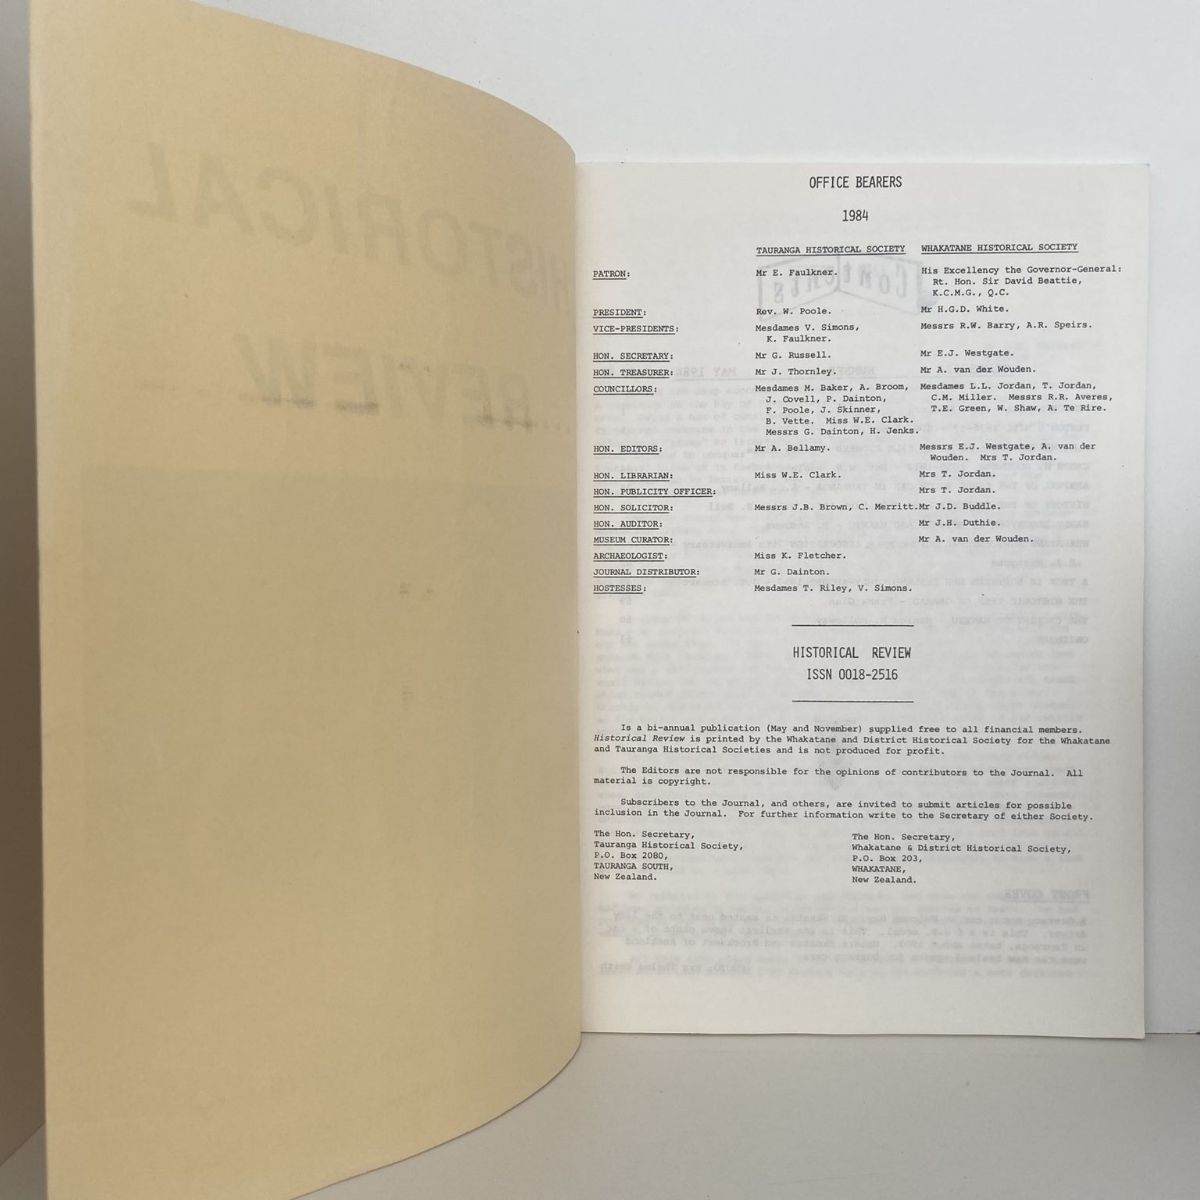 HISTORICAL
REVIEW
OFFICE BEARERS
1984
TAURANGA HISTORICAL SOCIETY WHAKATANE HISTORICAL SOCIETY
PATRON: Mr E. Faulkner. His Excellency the Governor-General:
Rt. Hon. Sir David Beattie,
K.C.M.G., Q.C.
PRESIDENT: Rev. W. Poole. Mr H.G.D. White.
VICE-PRESIDENTS: Mesdames V. Simons, Messrs R.W. Barry, A.R. Speirs.
K. Faulkner.
HON. SECRETARY: Mr G. Russell. Mr E.J. Westgate.
HON. TREASURER: Mr J. Thornley. Mr A. van der Wouden.
COUNCILLORS: Mesdames M. Baker, A. Broom, Mesdames L.L. Jordan, T. Jordan,
J. Covell, P. Dainton, C.M. Miller. Messrs R.R. Averes,
F. Poole, J. Skinner, T.E. Green, W. Shaw, A. Te Rire.
B. Vette. Miss W.E. Clark.
Messrs G. Dainton, H. Jenks.
HON. EDITORS: Mr A. Bellamy. Messrs E.J. Westgate, A. van der
Wouden. Mrs T. Jordan.
HON. LIBRARIAN: Miss W.E. Clark. Mrs T. Jordan.
HON. PUBLICITY OFFICER: Mrs T. Jordan.
HON. SOLICITOR: Messrs J.B. Brown, C. Merritt. Mr J.D. Buddle.
HON. AUDITOR: Mr J.H. Duthie.
MUSEUM CURATOR: Mr A. van der Wouden.
ARCHAEOLOGIST: Miss K. Fletcher.
JOURNAL DISTRIBUTOR: Mr G. Dainton.
HOSTESSES: Mesdames T. Riley, V. Simons.
HISTORICAL REVIEW
ISSN 0018-2516
Is a bi-annual publication (May and November) supplied free to all financial members.
Historical Review is printed by the Whakatane and District Historical Society for the Whakatane
and Tauranga Historical Societies and is not produced for profit.
The Editors are not responsible for the opinions of contributors to the Journal. All
material is copyright.
Subscribers to the Journal, and others, are invited to submit articles for possible
inclusion in the Journal. For further information write to the Secretary of either Society.
The Hon. Secretary,
Tauranga Historical Society,
P.O. Box 2080,
TAURANGA SOUTH,
New Zealand.
The Hon. Secretary,
Whakatane & District Historical Society,
P.O. Box 203,
WHAKATANE,
New Zealand.
Contents
FRONT COVER